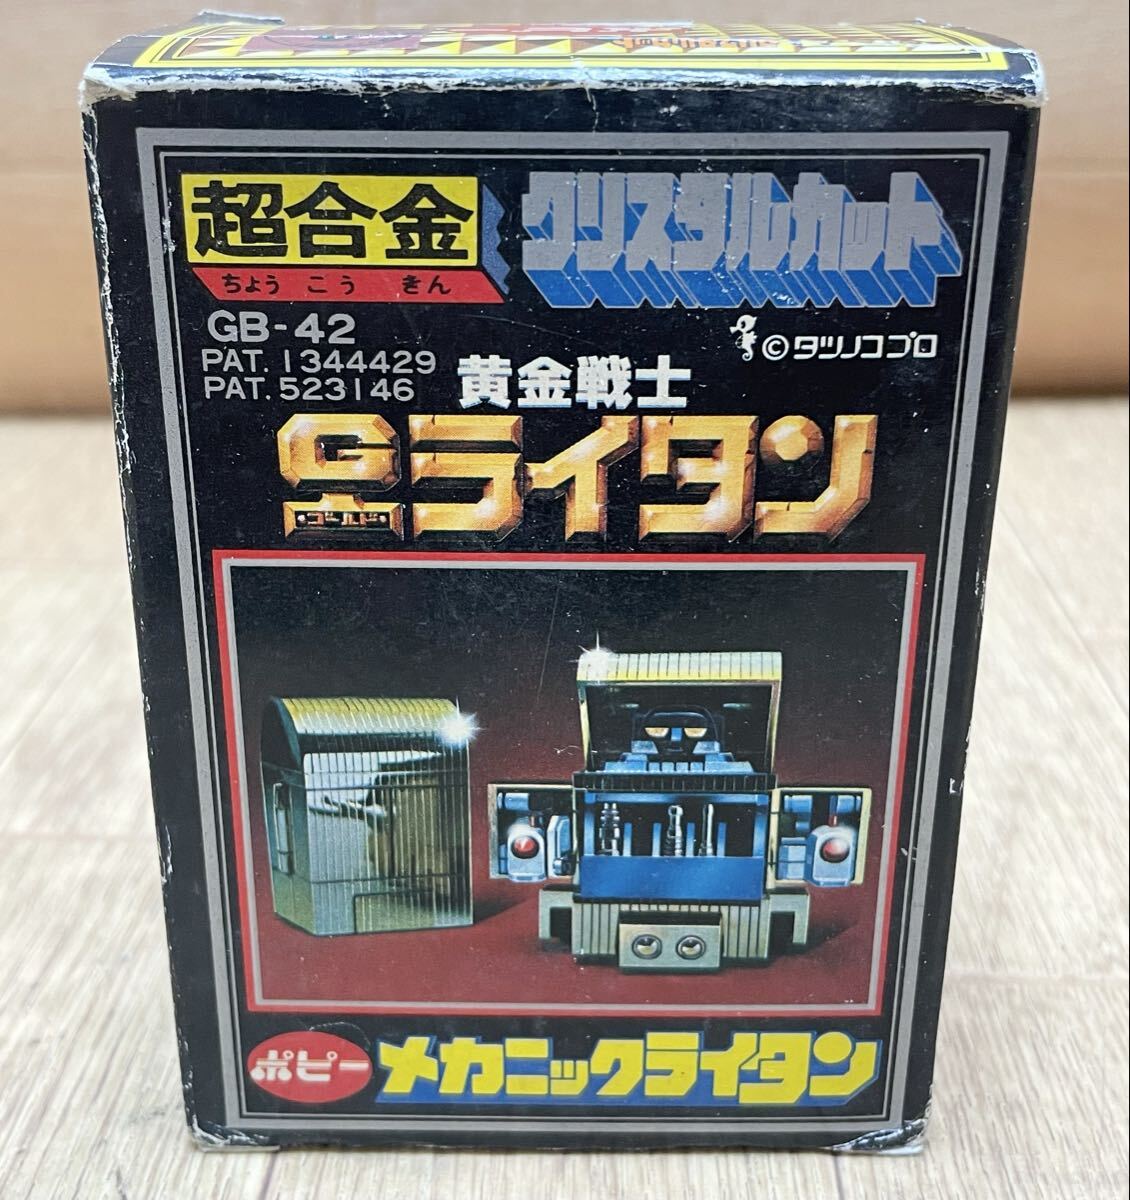 超合金
ちょうごうきん
クリスタルカット
GB-42
PAT.1344429
PAT.523146
©タツノコプロ
黄金戦士
Gライタン
・ゴールド・
ポピー
メカニックライタン